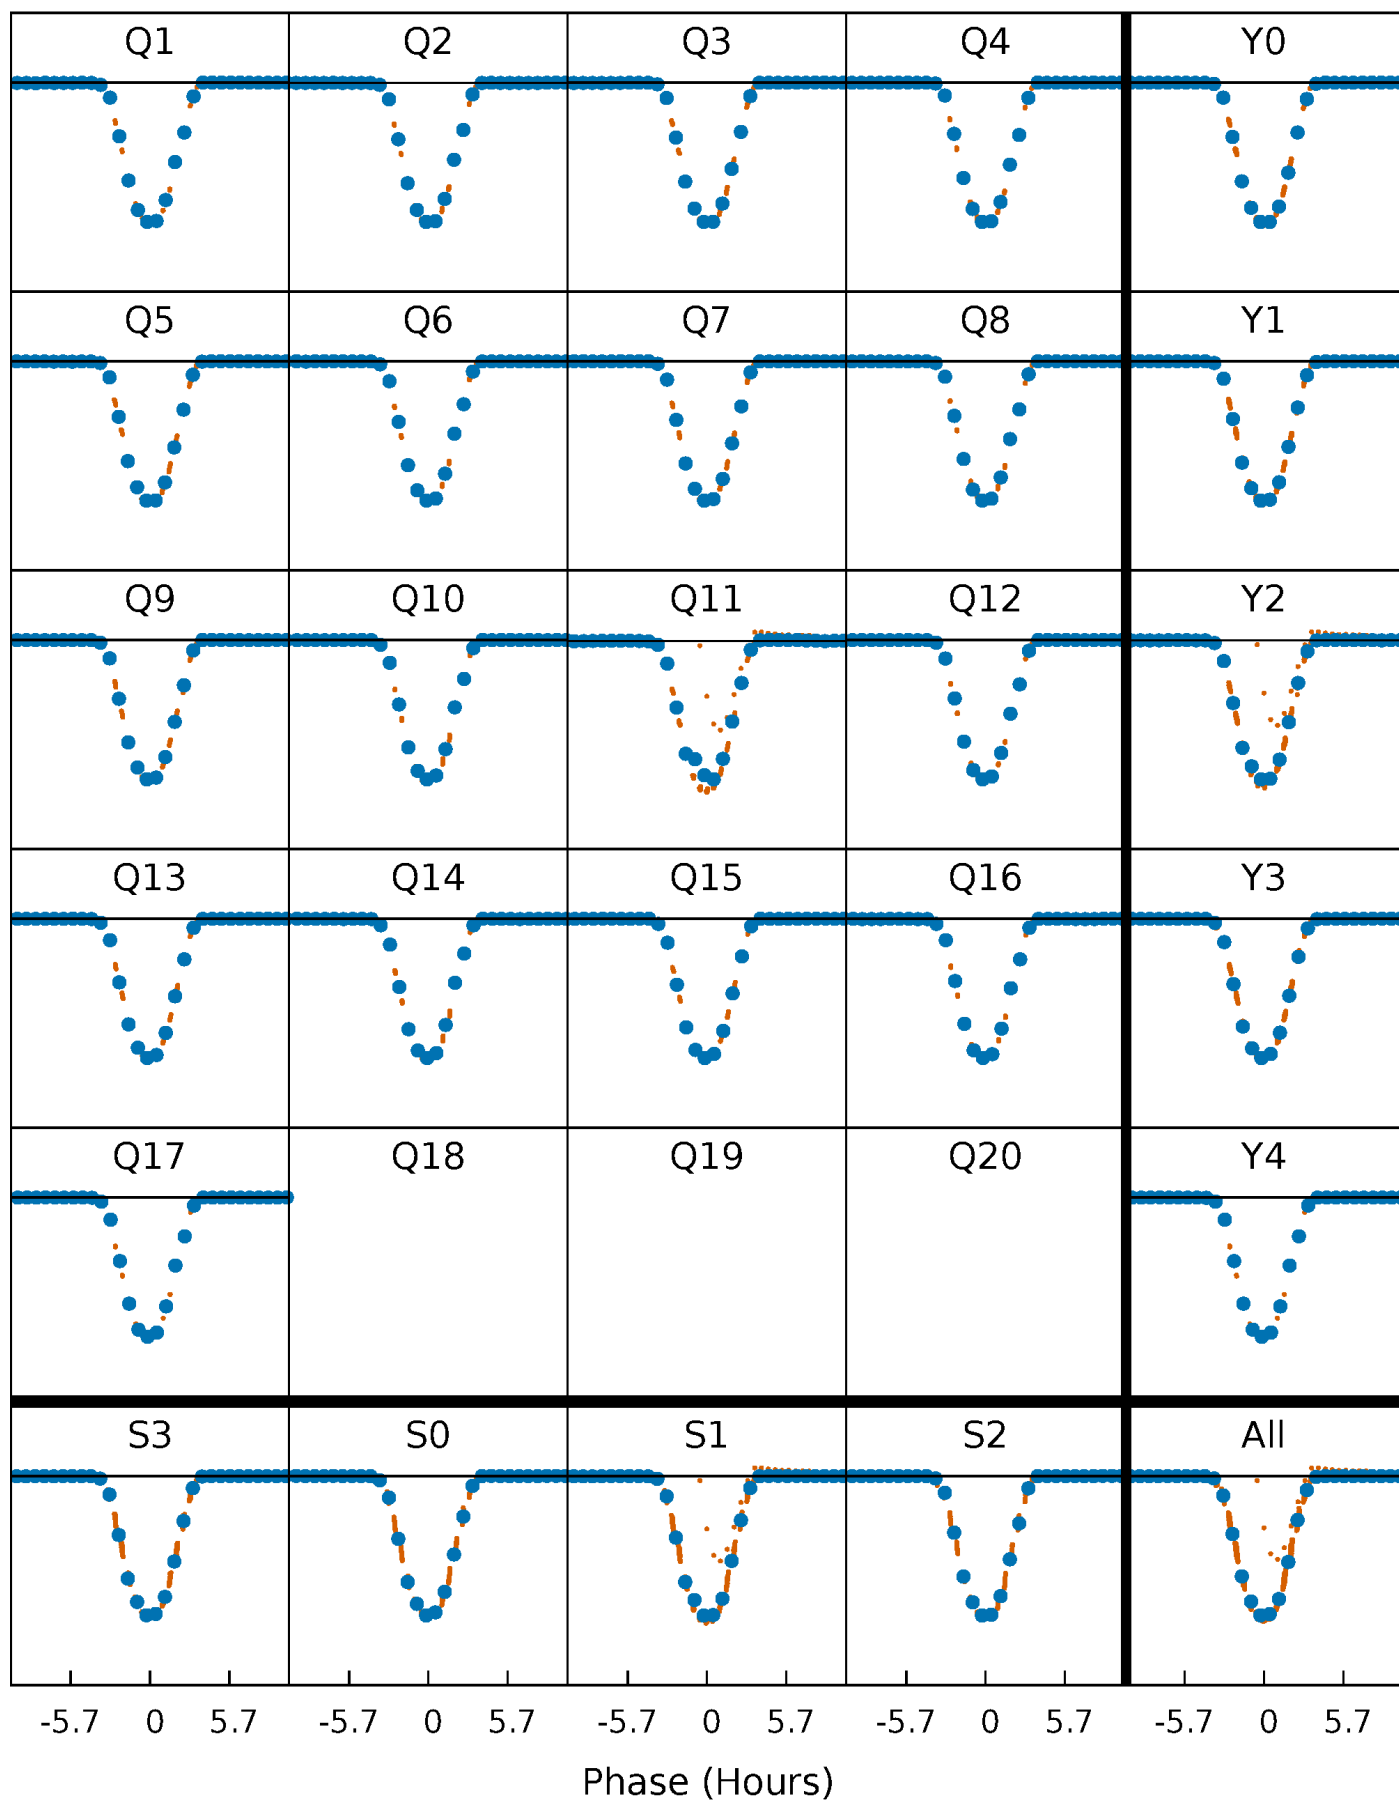 Q1 Q2 Q3 Q4 Y0
Q5 Q6 Q7 Q8 Y1
Q9 Q10 Q11 Q12 Y2
Q13 Q14 Q15 Q16 Y3
Q17 Q18 Q19 Q20 Y4
S3 S0 S1 S2 All
-5.7 0 5.7 -5.7 0 5.7 -5.7 0 5.7 -5.7 0 5.7 -5.7 0 5.7
Phase (Hours)